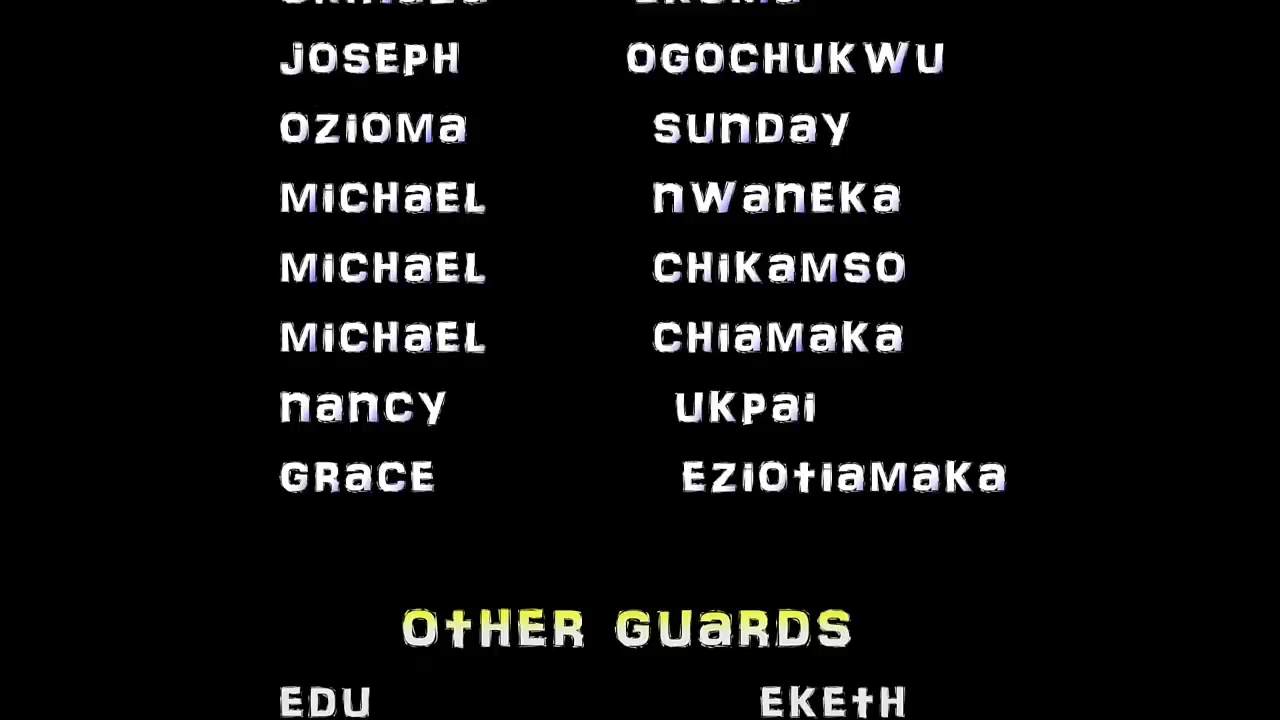 JOSEPH OGOCHUKWU
OZIOMA SUNDAY
MICHAEL NWANEKA
MICHAEL CHIKAMSO
MICHAEL CHIAMAKA
NANCY UKPAI
GRACE EZIOTIAMAKA
OTHER GUARDS
EDU EKETH